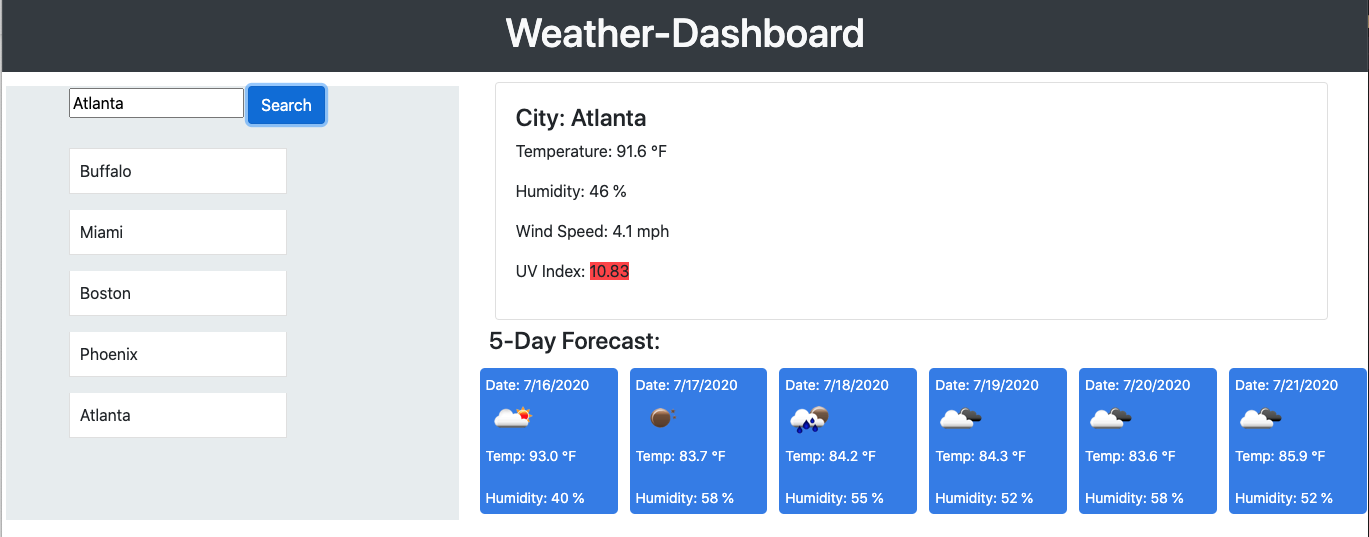 Weather-Dashboard
Atlanta
Search
Buffalo
Miami
Boston
Phoenix
Atlanta
City: Atlanta
Temperature: 91.6 °F
Humidity: 46 %
Wind Speed: 4.1 mph
UV Index: 10.83
5-Day Forecast:
Date: 7/16/2020
Temp: 93.0 °F
Humidity: 40 %
Date: 7/17/2020
Temp: 83.7 °F
Humidity: 58 %
Date: 7/18/2020
Temp: 84.2 °F
Humidity: 55 %
Date: 7/19/2020
Temp: 84.3 °F
Humidity: 52 %
Date: 7/20/2020
Temp: 83.6 °F
Humidity: 58 %
Date: 7/21/2020
Temp: 85.9 °F
Humidity: 52 %